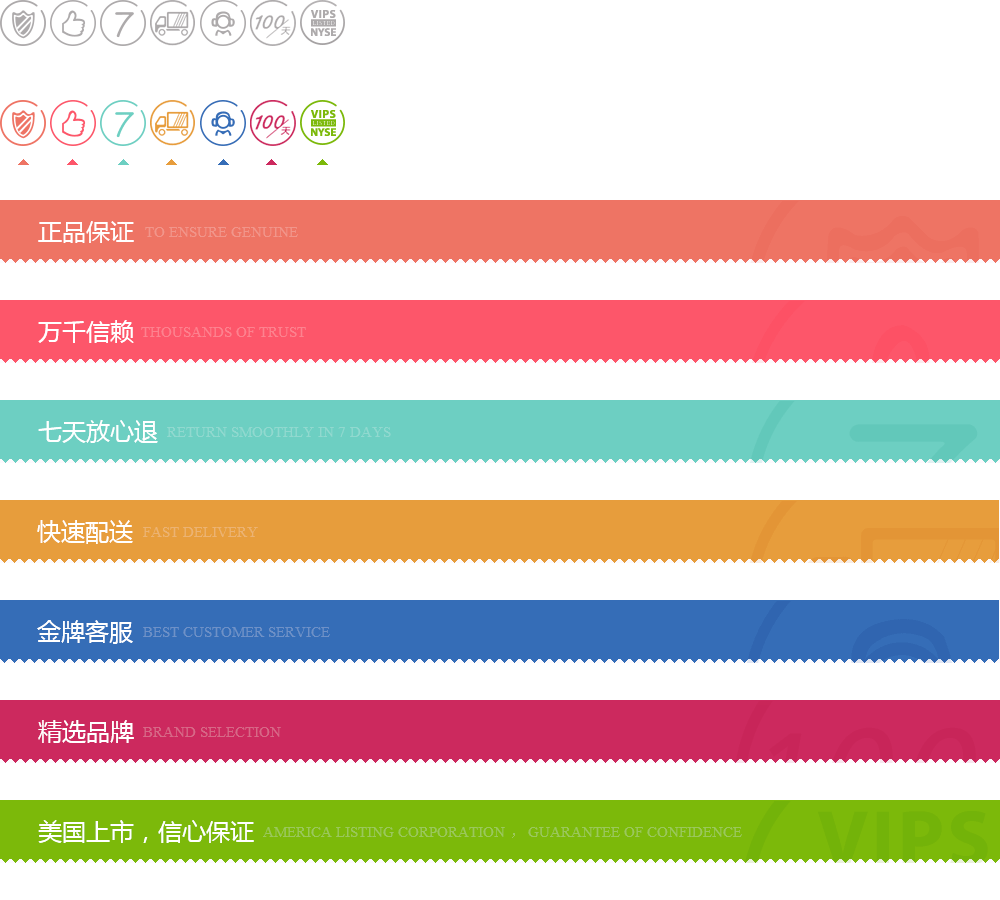 7 100天 VIPS
LISTED
NYSE
7 100天 VIPS
LISTED
NYSE
正品保证 TO ENSURE GENUINE
万千信赖 THOUSANDS OF TRUST
七天放心退 RETURN SMOOTHLY IN 7 DAYS
快速配送 FAST DELIVERY
金牌客服 BEST CUSTOMER SERVICE
精选品牌 BRAND SELECTION 100
美国上市，信心保证 AMERICA LISTING CORPORATION ， GUARANTEE OF CONFIDENCE VIPS